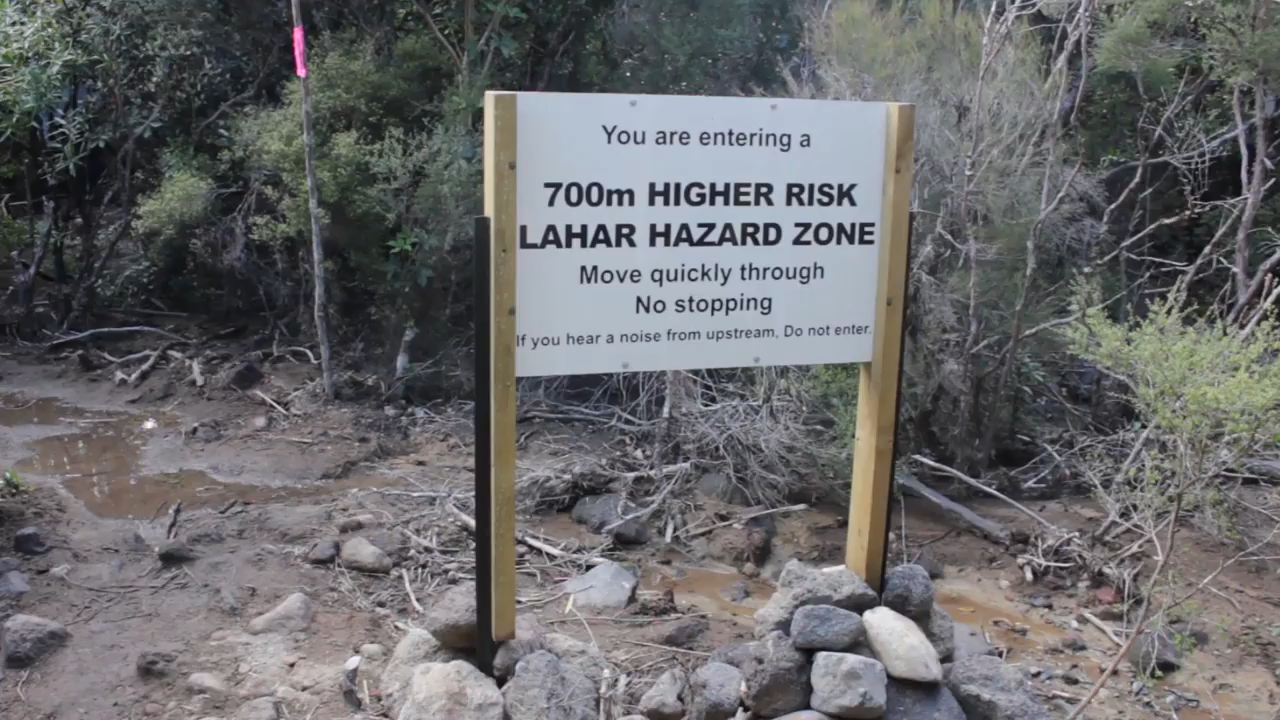 You are entering a
700m HIGHER RISK
LAHAR HAZARD ZONE
Move quickly through
No stopping
If you hear a noise from upstream, Do not enter.